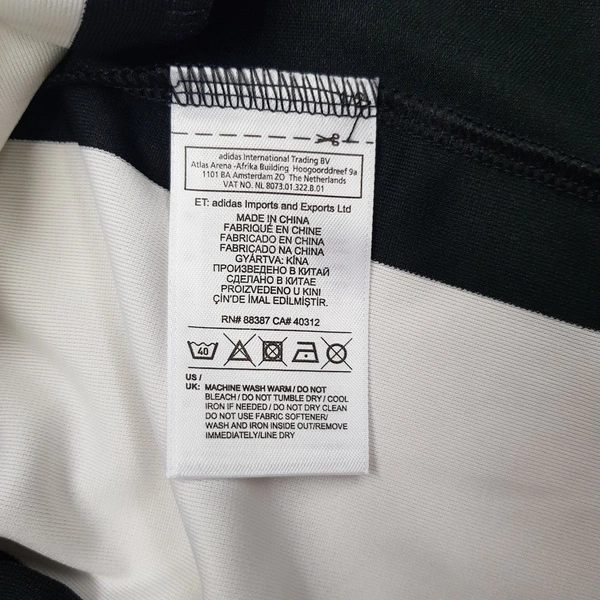 adidas International Trading BV
Atlas Arena -Afrika Building Hoogoorddreef 9a
1101 BA Amsterdam ZO The Netherlands
VAT NO. NL 8073.01.322.B.01
ET: adidas Imports and Exports Ltd
MADE IN CHINA
FABRIQUÉ EN CHINE
FABRICADO EN CHINA
FABRICADO NA CHINA
GYÁRTVA: KÍNA
ПРОИЗВЕДЕНО В КИТАЙ
СДЕЛАНО В КИТАЕ
PROIZVEDENO U KINI
ÇİN'DE İMAL EDİLMİŞTİR.
RN# 88387 CA# 40312
40
US /
UK: MACHINE WASH WARM / DO NOT
BLEACH / DO NOT TUMBLE DRY / COOL
IRON IF NEEDED / DO NOT DRY CLEAN
DO NOT USE FABRIC SOFTENER/
WASH AND IRON INSIDE OUT/REMOVE
IMMEDIATELY/LINE DRY